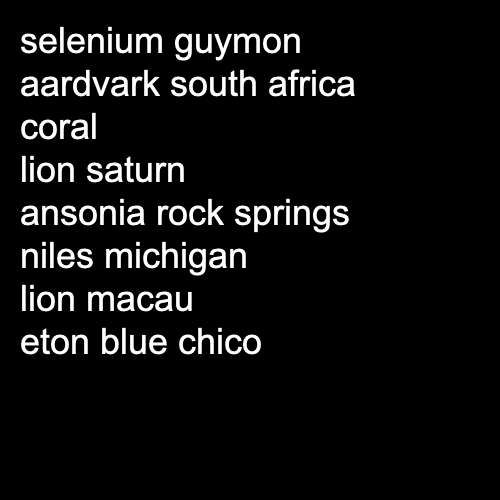 selenium guymon
aardvark south africa
coral
lion saturn
ansonia rock springs
niles michigan
lion macau
eton blue chico